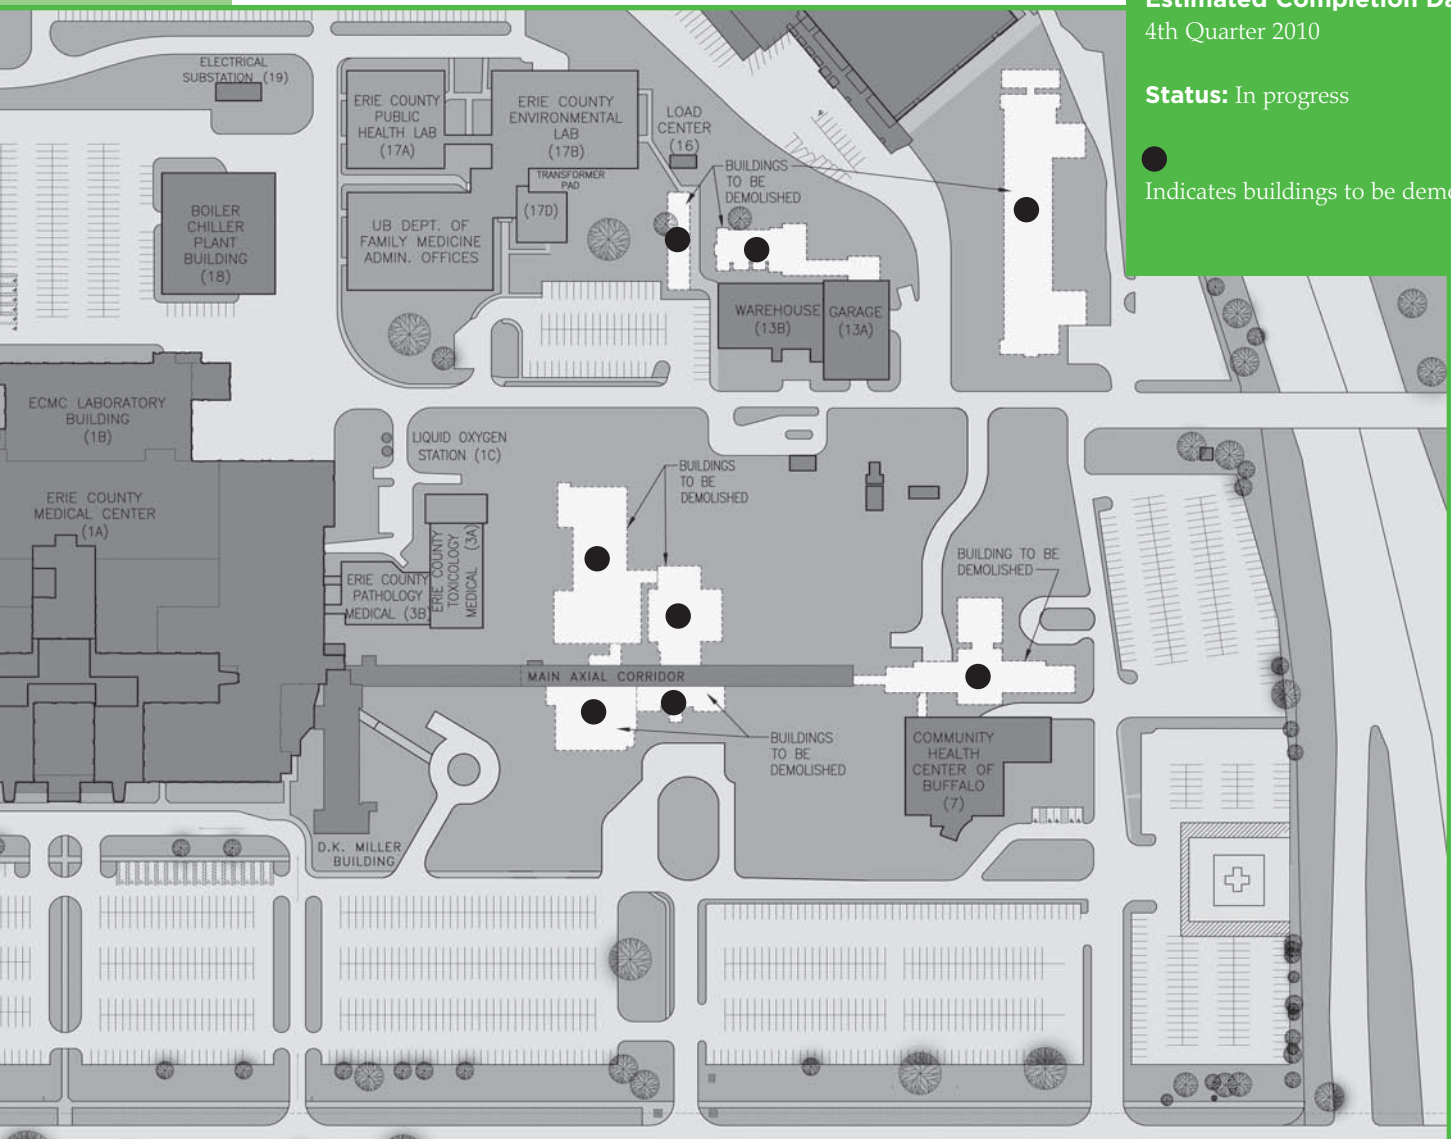 4th Quarter 2010
Status: In progress
Indicates buildings to be
ELECTRICAL
SUBSTATION (19)
ERIE COUNTY
PUBLIC
HEALTH LAB
(17A)
ERIE COUNTY
ENVIRONMENTAL
LAB
(17B)
LOAD
CENTER
(16)
TRANSFORMER
PAD
(17D)
BUILDINGS
TO BE
DEMOLISHED
BOILER
CHILLER
PLANT
BUILDING
(18)
UB DEPT. OF
FAMILY MEDICINE
ADMIN. OFFICES
WAREHOUSE
(13B)
GARAGE
(13A)
ECMC LABORATORY
BUILDING
(1B)
LIQUID OXYGEN
STATION (1C)
BUILDINGS
TO BE
DEMOLISHED
ERIE COUNTY
MEDICAL CENTER
(1A)
ERIE COUNTY
TOXICOLOGY
MEDICAL (3A)
ERIE COUNTY
PATHOLOGY
MEDICAL (3B)
BUILDING TO BE
DEMOLISHED
MAIN AXIAL CORRIDOR
BUILDINGS
TO BE
DEMOLISHED
COMMUNITY
HEALTH
CENTER OF
BUFFALO
(7)
D.K. MILLER
BUILDING